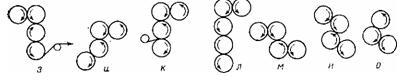 з и к л м н о